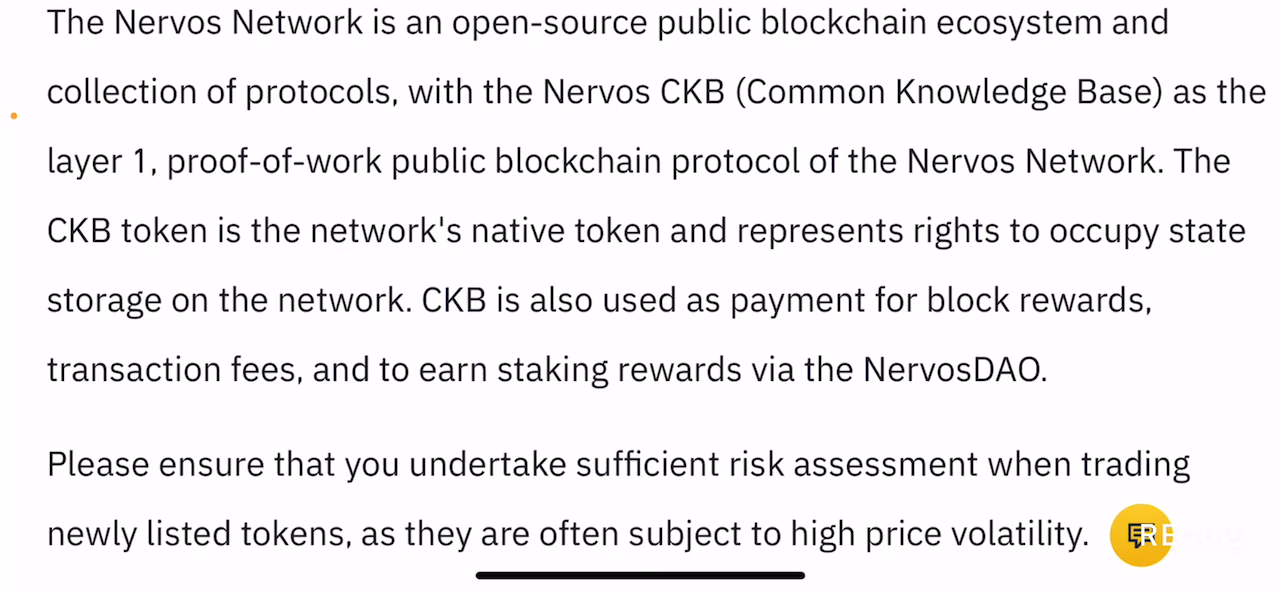 The Nervos Network is an open-source public blockchain ecosystem and
collection of protocols, with the Nervos CKB (Common Knowledge Base) as the
layer 1, proof-of-work public blockchain protocol of the Nervos Network. The
CKB token is the network's native token and represents rights to occupy state
storage on the network. CKB is also used as payment for block rewards,
transaction fees, and to earn staking rewards via the NervosDAO.
Please ensure that you undertake sufficient risk assessment when trading
newly listed tokens, as they are often subject to high price volatility.